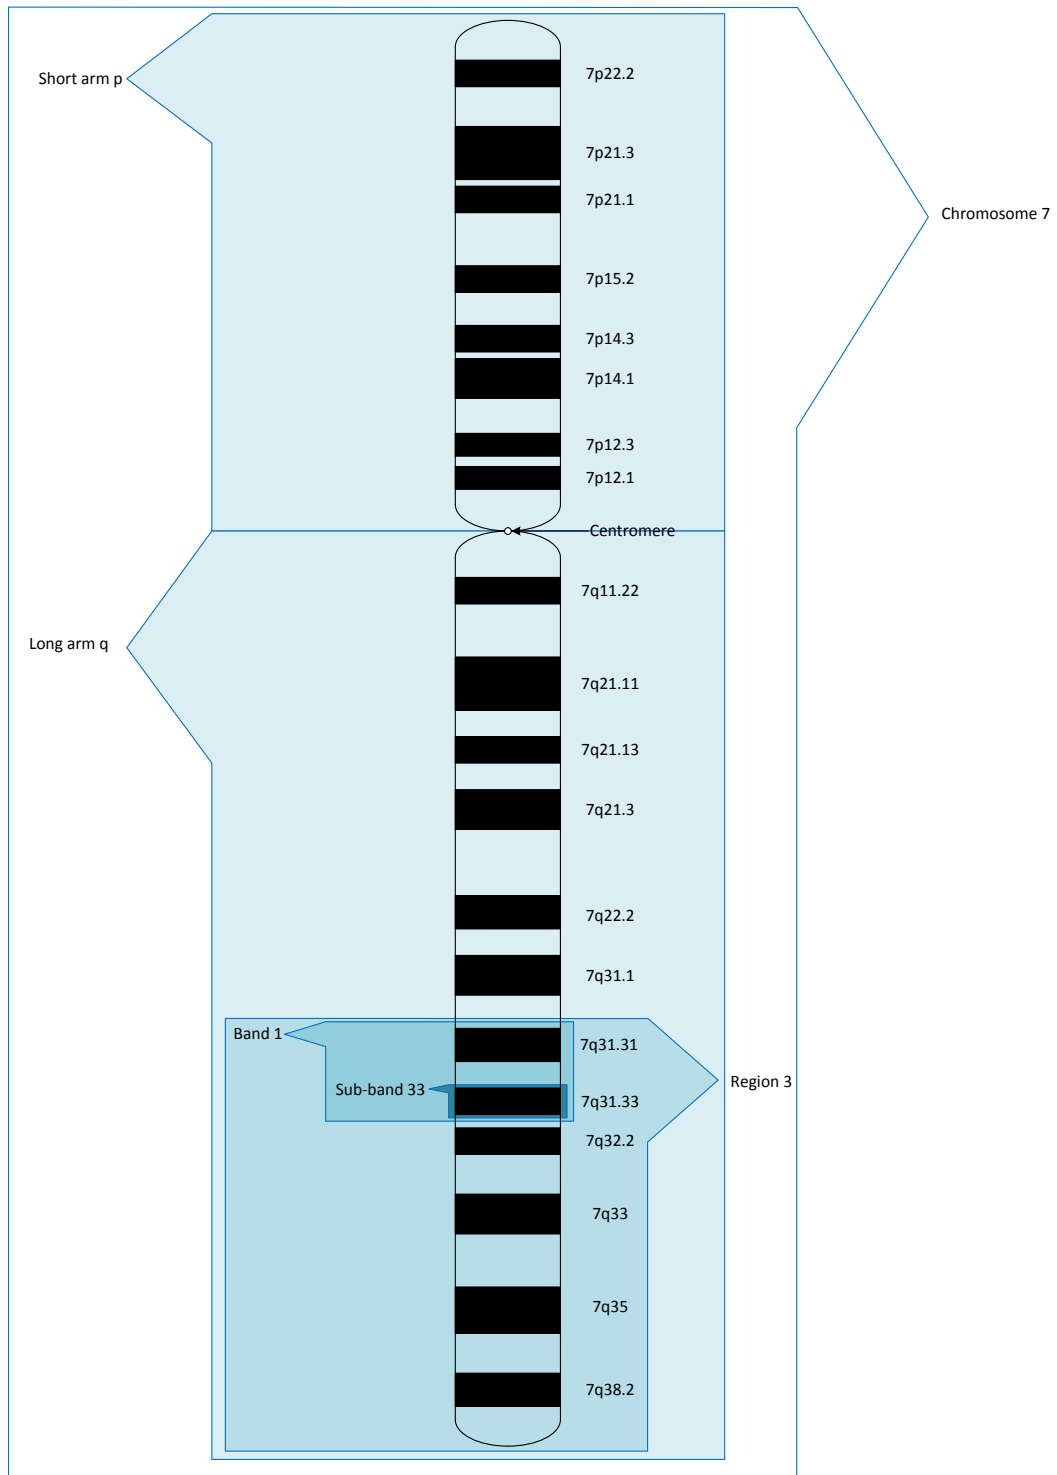 Short arm p
7p22.2
7p21.3
7p21.1
Chromosome 7
7p15.2
7p14.3
7p14.1
7p12.3
7p12.1
Centromere
7q11.22
Long arm q
7q21.11
7q21.13
7q21.3
7q22.2
7q31.1
Band 1
7q31.31
Region 3
Sub-band 33
7q31.33
7q32.2
7q33
7q35
7q38.2